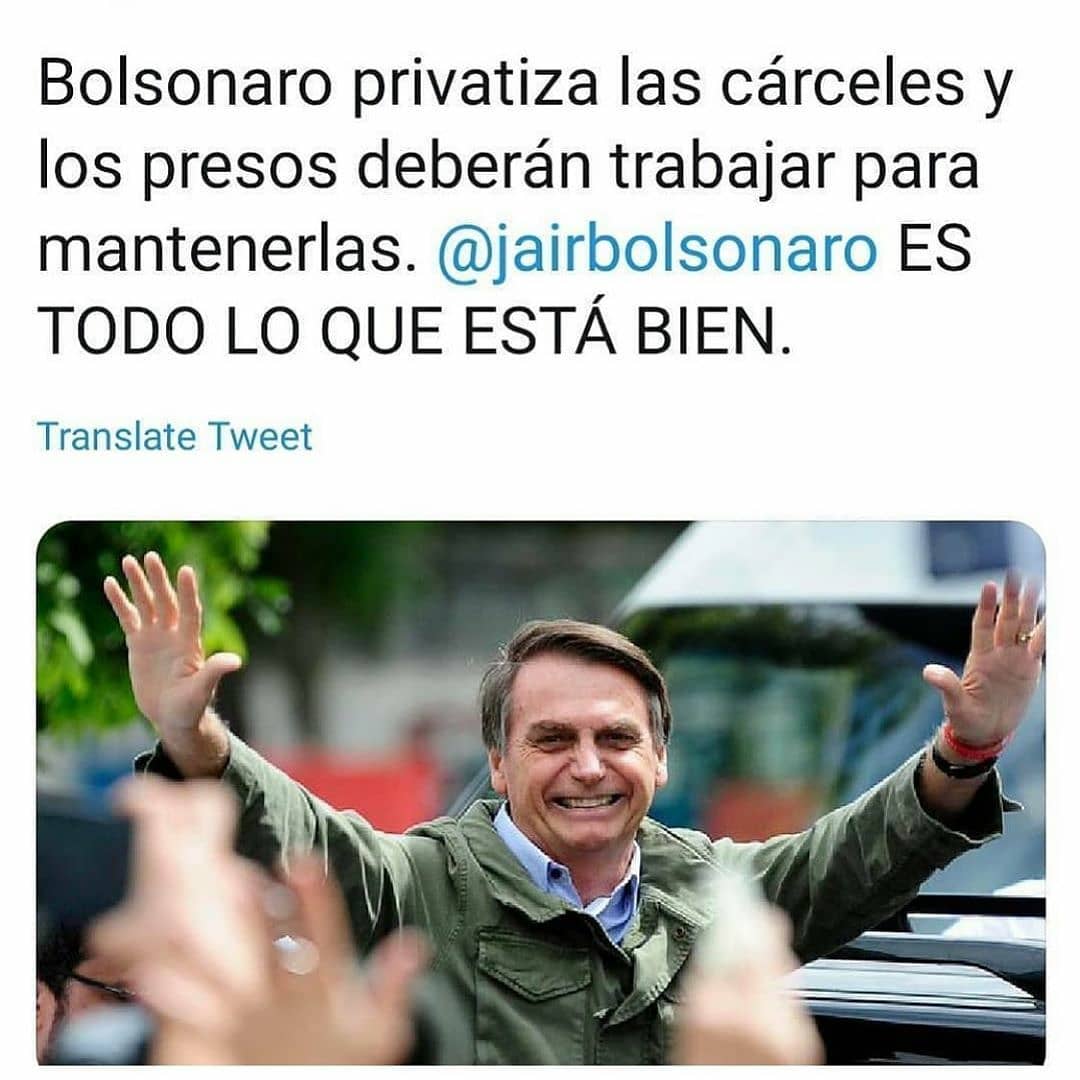 Bolsonaro privatiza las cárceles y
los presos deberán trabajar para
mantenerlas. @jairbolsonaro ES
TODO LO QUE ESTÁ BIEN.
Translate Tweet